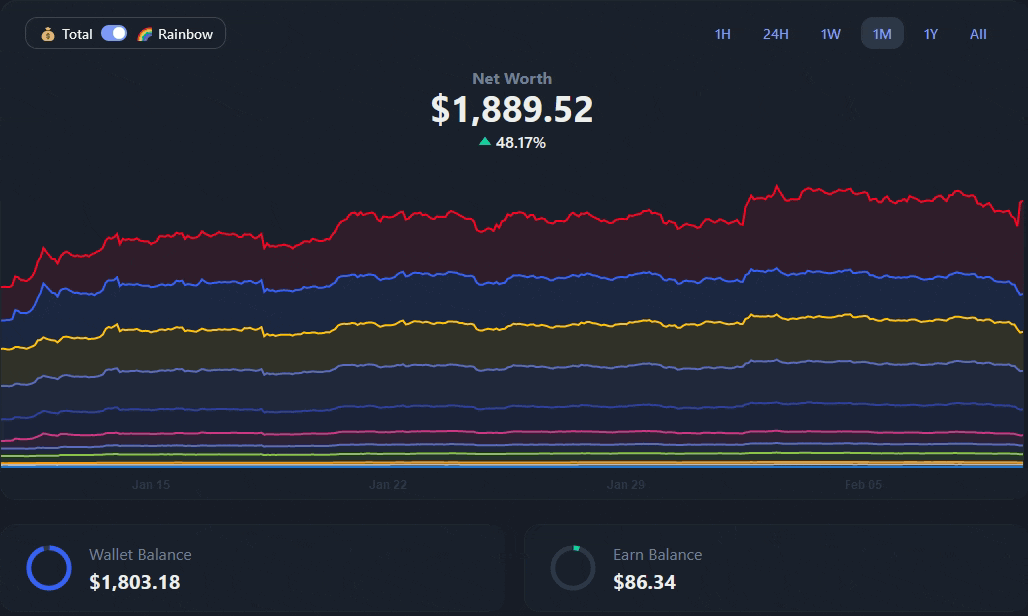 Total Rainbow 1H 24H 1W 1M 1Y All
Net Worth
$1,889.52
48.17%
Jan 15 Jan 22 Jan 29 Feb 05
Wallet Balance
$1,803.18
Earn Balance
$86.34